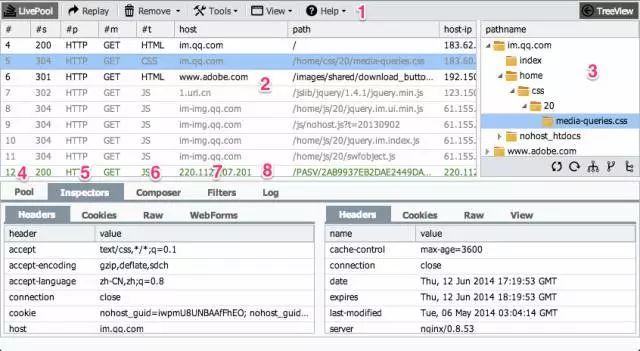 LivePool Replay Remove Tools View Help 1 TreeView
# #s #p #m #t host path host-ip pathname
4 200 HTTP GET HTML im.qq.com / 183.62. im.qq.com
5 304 HTTP GET CSS im.qq.com /home/css/20/media-queries.css 183.60. index
6 301 HTTP GET HTML www.adobe.com /images/shared/download_butto... 192.150 home
7 302 HTTP GET JS 1.url.cn /jslib/jquery/1.4.1/jquery.min.js 2 3 css
8 304 HTTP GET JS im-img.qq.com /home/js/20/jquery.im.ui.min.js 61.155. 20
9 304 HTTP GET JS im.qq.com /js/nohost.js?t=20130902 61.135. media-queries.css
10 304 HTTP GET JS im-img.qq.com /home/js/20/jquery.im.index.js 61.155. nohost_htdocs
11 304 HTTP GET JS im-img.qq.com /home/js/20/swfobject.js 61.155. www.adobe.com
12 200 HTTP GET JS /PASV/2AB9937EB2DAE2449DA... 220.112
4 5 6 7 8
Pool Inspectors Composer Filters Log
Headers Cookies Raw WebForms Headers Cookies Raw View
header value name value
accept text/css,*/*;q=0.1 cache-control max-age=3600
accept-encoding gzip,deflate,sdch connection close
accept-language zh-CN,zh;q=0.8 date Thu, 12 Jun 2014 17:19:53 GMT
connection close expires Thu, 12 Jun 2014 18:19:53 GMT
cookie nohost_guid=iwpmU8UNBAAfFhEO; nohost_guid... last-modified Tue, 06 May 2014 03:04:14 GMT
host im.qq.com server nginx/0.8.53